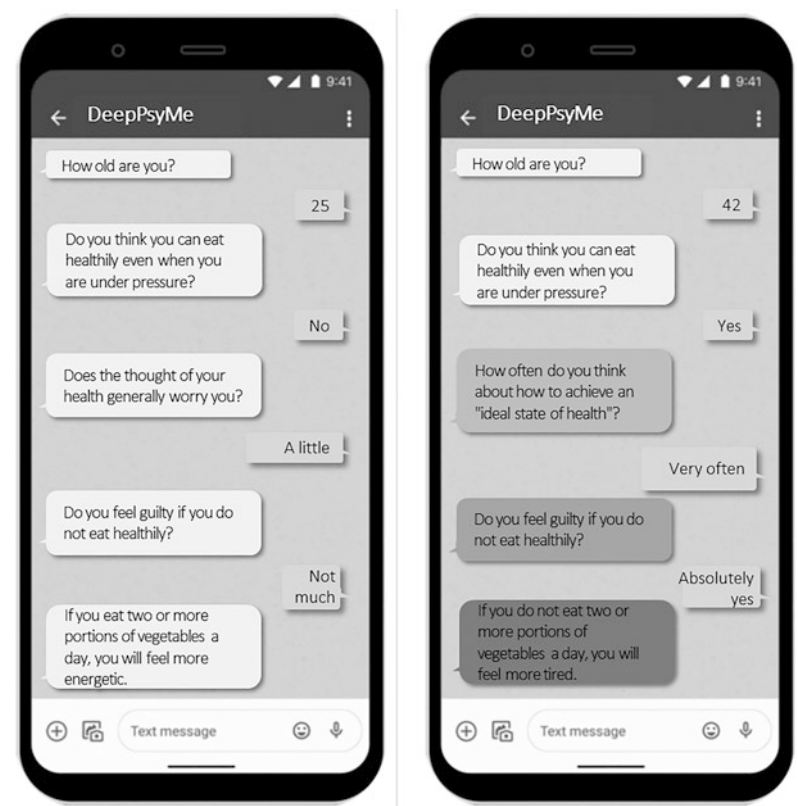 9:41
DeepPsyMe
How old are you?
25
Do you think you can eat
healthily even when you
are under pressure?
No
Does the thought of your
health generally worry you?
A little
Do you feel guilty if you do
not eat healthily?
Not
much
If you eat two or more
portions of vegetables a
day, you will feel more
energetic.
Text message
9:41
DeepPsyMe
How old are you?
42
Do you think you can eat
healthily even when you
are under pressure?
Yes
How often do you think
about how to achieve an
"ideal state of health"?
Very often
Do you feel guilty if you do
not eat healthily?
Absolutely
yes
If you do not eat two or
more portions of
vegetables a day, you will
feel more tired.
Text message